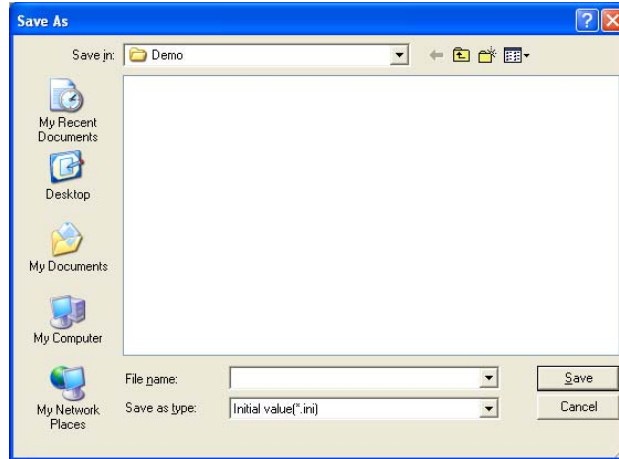 Save As
Save in: Demo
My Recent
Documents
Desktop
My Documents
My Computer
My Network
Places
File name:
Save
Save as type: Initial value(*.ini)
Cancel